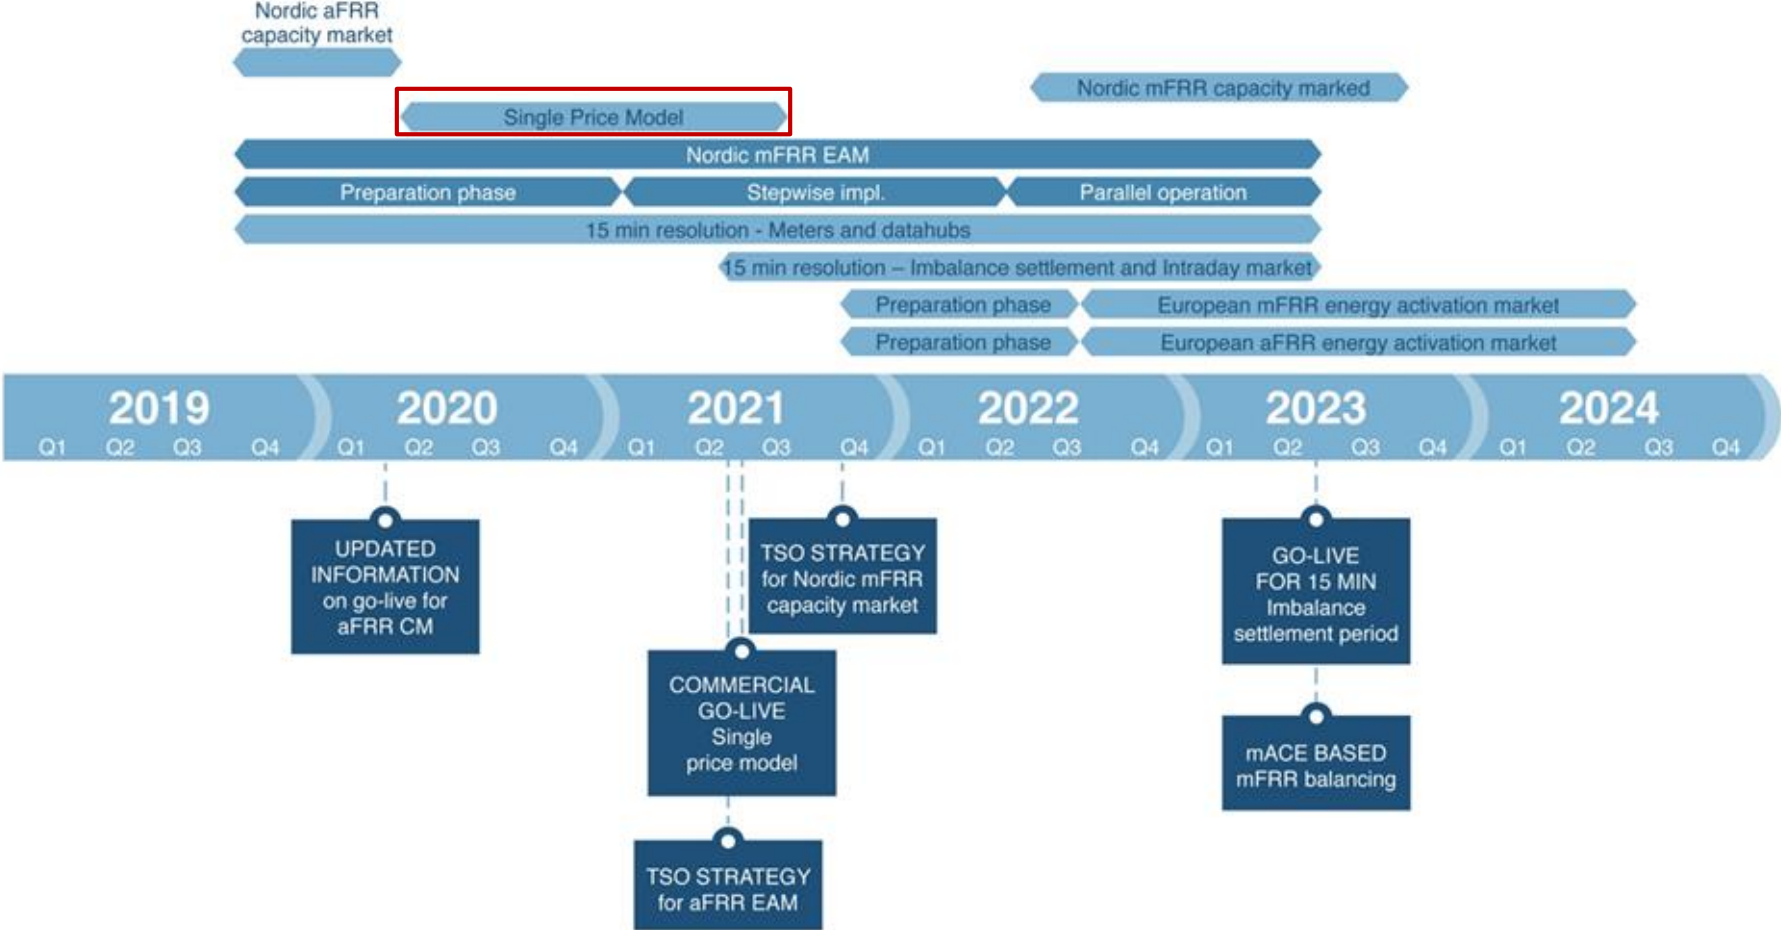 Nordic aFRR
capacity market
Nordic mFRR capacity marked
Single Price Model
Nordic mFRR EAM
Preparation phase
Stepwise impl.
Parallel operation
15 min resolution - Meters and datahubs
15 min resolution – Imbalance settlement and Intraday market
Preparation phase
European mFRR energy activation market
Preparation phase
European aFRR energy activation market
2019
2020
2021
2022
2023
2024
Q1 Q2 Q3 Q4
Q1 Q2 Q3 Q4
Q1 Q2 Q3 Q4
Q1 Q2 Q3 Q4
Q1 Q2 Q3 Q4
Q1 Q2 Q3 Q4
UPDATED
INFORMATION
on go-live for
aFRR CM
TSO STRATEGY
for Nordic mFRR
capacity market
GO-LIVE
FOR 15 MIN
Imbalance
settlement period
COMMERCIAL
GO-LIVE
Single
price model
mACE BASED
mFRR balancing
TSO STRATEGY
for aFRR EAM